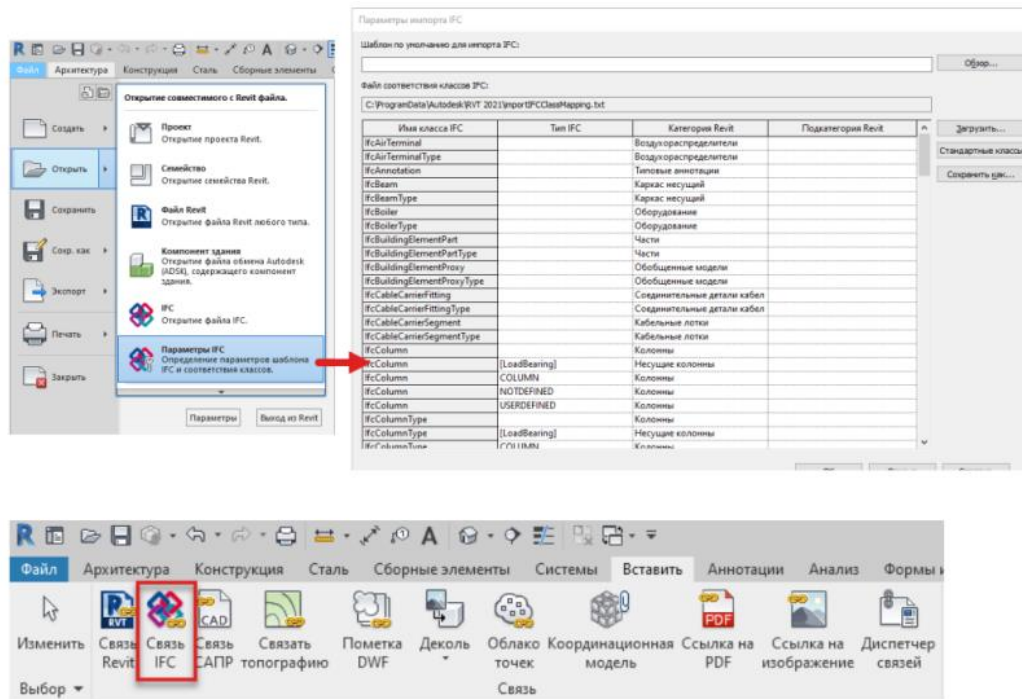 Файл Архитектура Конструкция Сталь Сборные элементы
Открытие совместимого с Revit файла.
Создать
Открыть
Сохранить
Сохр. как
Экспорт
Печать
Закрыть
Проект
Открытие проекта Revit.
Семейство
Открытие семейства Revit.
Файл Revit
Открытие файла Revit любого типа.
Компонент здания
Открытие файла обмена Autodesk
(ADSK), содержащего компонент
здания.
IFC
Открытие файла IFC.
Параметры IFC
Определение параметров шаблона
IFC и соответствия классов.
Параметры Выход из Revit
Параметры импорта IFC
Шаблон по умолчанию для импорта IFC:
Обзор...
Файл соответствия классов IFC:
C:\ProgramData\Autodesk\RVT 2021\importIFCClassMapping.txt
Имя класса IFC Тип IFC Категория Revit Подкатегория Revit
IfcAirTerminal Воздухораспределители
IfcAirTerminalType Воздухораспределители
IfcAnnotation Типовые аннотации
IfcBeam Каркас несущий
IfcBeamType Каркас несущий
IfcBoiler Оборудование
IfcBoilerType Оборудование
IfcBuildingElementPart Части
IfcBuildingElementPartType Части
IfcBuildingElementProxy Обобщенные модели
IfcBuildingElementProxyType Обобщенные модели
IfcCableCarrierFitting Соединительные детали кабел
IfcCableCarrierFittingType Соединительные детали кабел
IfcCableCarrierSegment Кабельные лотки
IfcCableCarrierSegmentType Кабельные лотки
IfcColumn Колонны
IfcColumn [LoadBearing] Несущие колонны
IfcColumn COLUMN Колонны
IfcColumn NOTDEFINED Колонны
IfcColumn USERDEFINED Колонны
IfcColumnType Колонны
IfcColumnType [LoadBearing] Несущие колонны
IfcColumnType COLUMN Колонны
Загрузить...
Стандартные классы
Сохранить как...
Файл Архитектура Конструкция Сталь Сборные элементы Системы Вставить Аннотации Анализ Формы и
Изменить
Связь
Revit
Связь
IFC
Связь
САПР
Связать
топографию
Пометка
DWF
Деколь
Облако
точек
Координационная
модель
Ссылка на
PDF
Ссылка на
изображение
Диспетчер
связей
Выбор
Связь